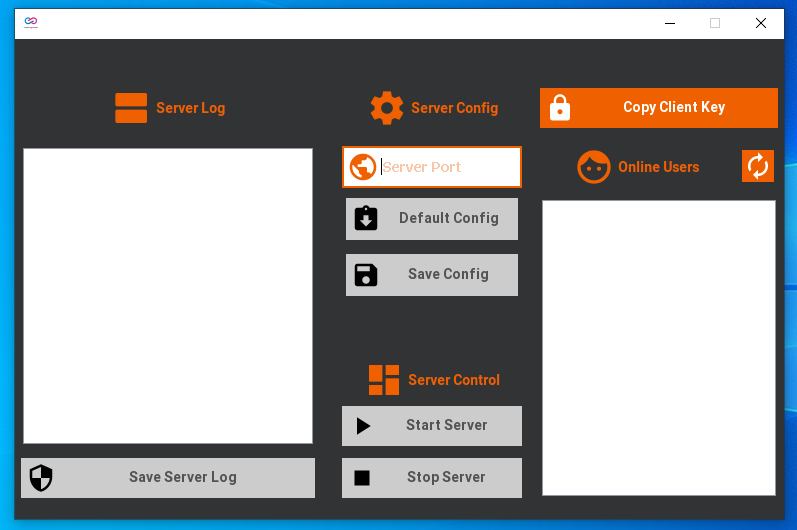 Server Log
Server Config
Copy Client Key
Server Port
Online Users
Default Config
Save Config
Server Control
Start Server
Save Server Log
Stop Server